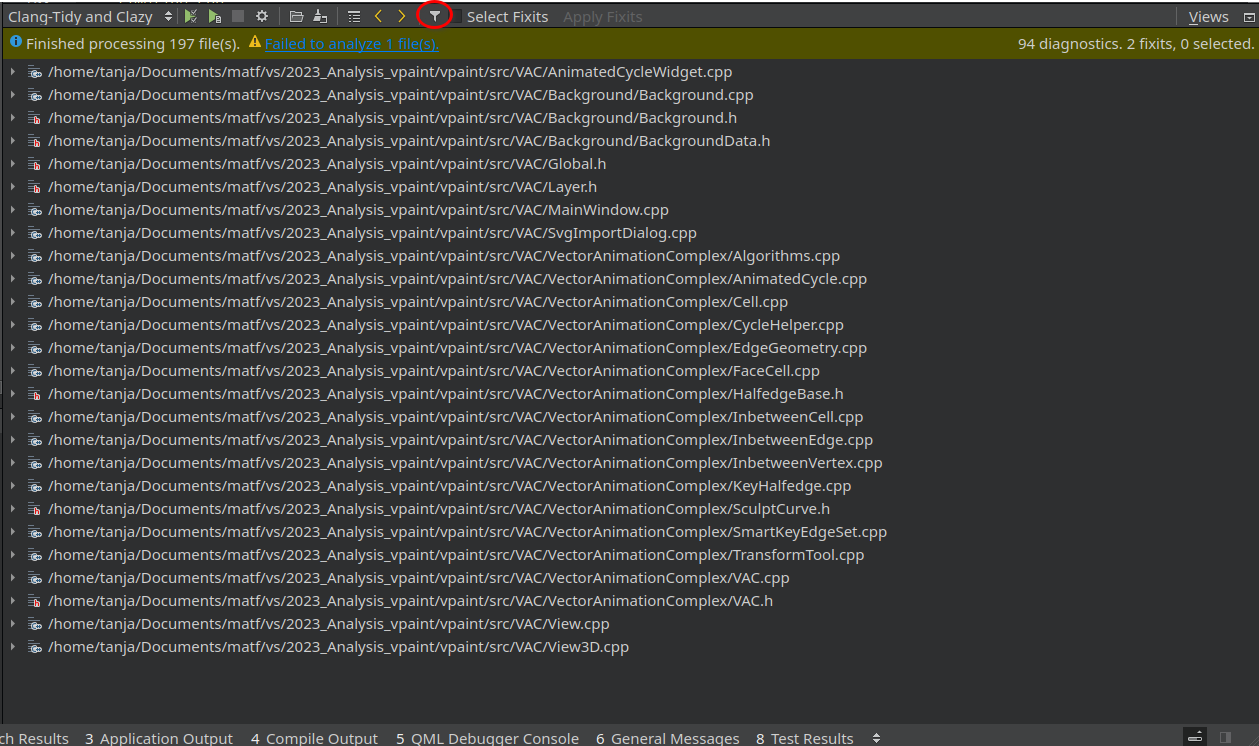 Clang-Tidy and Clazy Select Fixits Apply Fixits Views
Finished processing 197 file(s). Failed to analyze 1 file(s). 94 diagnostics. 2 fixits, 0 selected.
/home/tanja/Documents/matf/vs/2023_Analysis_vpaint/vpaint/src/VAC/AnimatedCycleWidget.cpp
/home/tanja/Documents/matf/vs/2023_Analysis_vpaint/vpaint/src/VAC/Background/Background.cpp
/home/tanja/Documents/matf/vs/2023_Analysis_vpaint/vpaint/src/VAC/Background/Background.h
/home/tanja/Documents/matf/vs/2023_Analysis_vpaint/vpaint/src/VAC/Background/BackgroundData.h
/home/tanja/Documents/matf/vs/2023_Analysis_vpaint/vpaint/src/VAC/Global.h
/home/tanja/Documents/matf/vs/2023_Analysis_vpaint/vpaint/src/VAC/Layer.h
/home/tanja/Documents/matf/vs/2023_Analysis_vpaint/vpaint/src/VAC/MainWindow.cpp
/home/tanja/Documents/matf/vs/2023_Analysis_vpaint/vpaint/src/VAC/SvgImportDialog.cpp
/home/tanja/Documents/matf/vs/2023_Analysis_vpaint/vpaint/src/VAC/VectorAnimationComplex/Algorithms.cpp
/home/tanja/Documents/matf/vs/2023_Analysis_vpaint/vpaint/src/VAC/VectorAnimationComplex/AnimatedCycle.cpp
/home/tanja/Documents/matf/vs/2023_Analysis_vpaint/vpaint/src/VAC/VectorAnimationComplex/Cell.cpp
/home/tanja/Documents/matf/vs/2023_Analysis_vpaint/vpaint/src/VAC/VectorAnimationComplex/CycleHelper.cpp
/home/tanja/Documents/matf/vs/2023_Analysis_vpaint/vpaint/src/VAC/VectorAnimationComplex/EdgeGeometry.cpp
/home/tanja/Documents/matf/vs/2023_Analysis_vpaint/vpaint/src/VAC/VectorAnimationComplex/FaceCell.cpp
/home/tanja/Documents/matf/vs/2023_Analysis_vpaint/vpaint/src/VAC/VectorAnimationComplex/HalfedgeBase.h
/home/tanja/Documents/matf/vs/2023_Analysis_vpaint/vpaint/src/VAC/VectorAnimationComplex/InbetweenCell.cpp
/home/tanja/Documents/matf/vs/2023_Analysis_vpaint/vpaint/src/VAC/VectorAnimationComplex/InbetweenEdge.cpp
/home/tanja/Documents/matf/vs/2023_Analysis_vpaint/vpaint/src/VAC/VectorAnimationComplex/InbetweenVertex.cpp
/home/tanja/Documents/matf/vs/2023_Analysis_vpaint/vpaint/src/VAC/VectorAnimationComplex/KeyHalfedge.cpp
/home/tanja/Documents/matf/vs/2023_Analysis_vpaint/vpaint/src/VAC/VectorAnimationComplex/SculptCurve.h
/home/tanja/Documents/matf/vs/2023_Analysis_vpaint/vpaint/src/VAC/VectorAnimationComplex/SmartKeyEdgeSet.cpp
/home/tanja/Documents/matf/vs/2023_Analysis_vpaint/vpaint/src/VAC/VectorAnimationComplex/TransformTool.cpp
/home/tanja/Documents/matf/vs/2023_Analysis_vpaint/vpaint/src/VAC/VectorAnimationComplex/VAC.cpp
/home/tanja/Documents/matf/vs/2023_Analysis_vpaint/vpaint/src/VAC/VectorAnimationComplex/VAC.h
/home/tanja/Documents/matf/vs/2023_Analysis_vpaint/vpaint/src/VAC/View.cpp
/home/tanja/Documents/matf/vs/2023_Analysis_vpaint/vpaint/src/VAC/View3D.cpp
ch Results 3 Application Output 4 Compile Output 5 QML Debugger Console 6 General Messages 8 Test Results